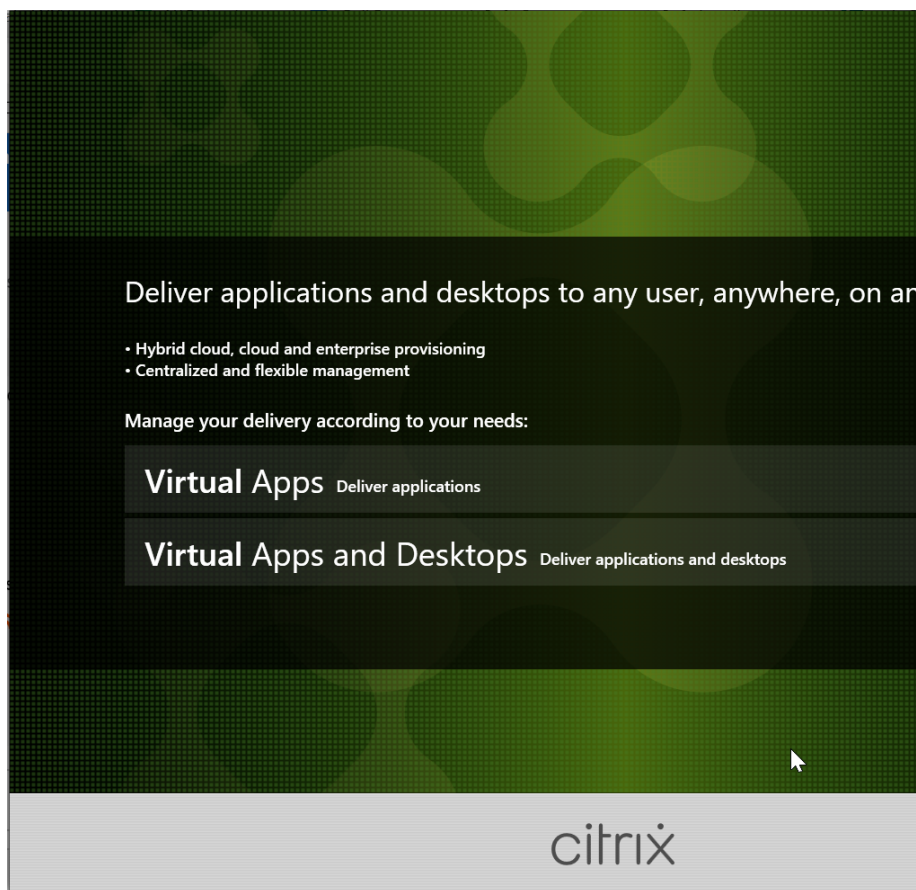 Deliver applications and desktops to any user, anywhere, on
• Hybrid cloud, cloud and enterprise provisioning
• Centralized and flexible management
Manage your delivery according to your needs:
Virtual Apps Deliver applications
Virtual Apps and Desktops Deliver applications and desktops
citrix